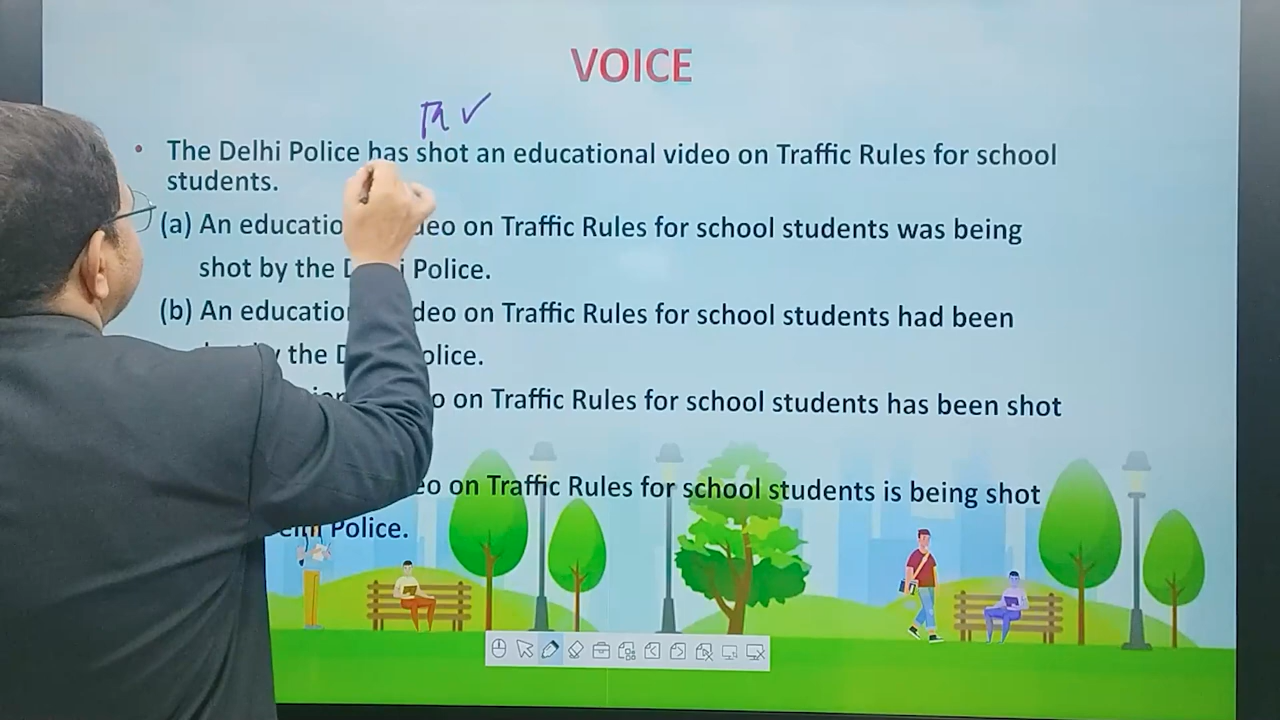 VOICE
The Delhi Police has shot an educational video on Traffic Rules for school
students.
(a) An educatio deo on Traffic Rules for school students was being
shot by the D i Police.
(b) An educatio deo on Traffic Rules for school students had been
the D olice.
o on Traffic Rules for school students has been shot
eo on Traffic Rules for school students is being shot
Police.